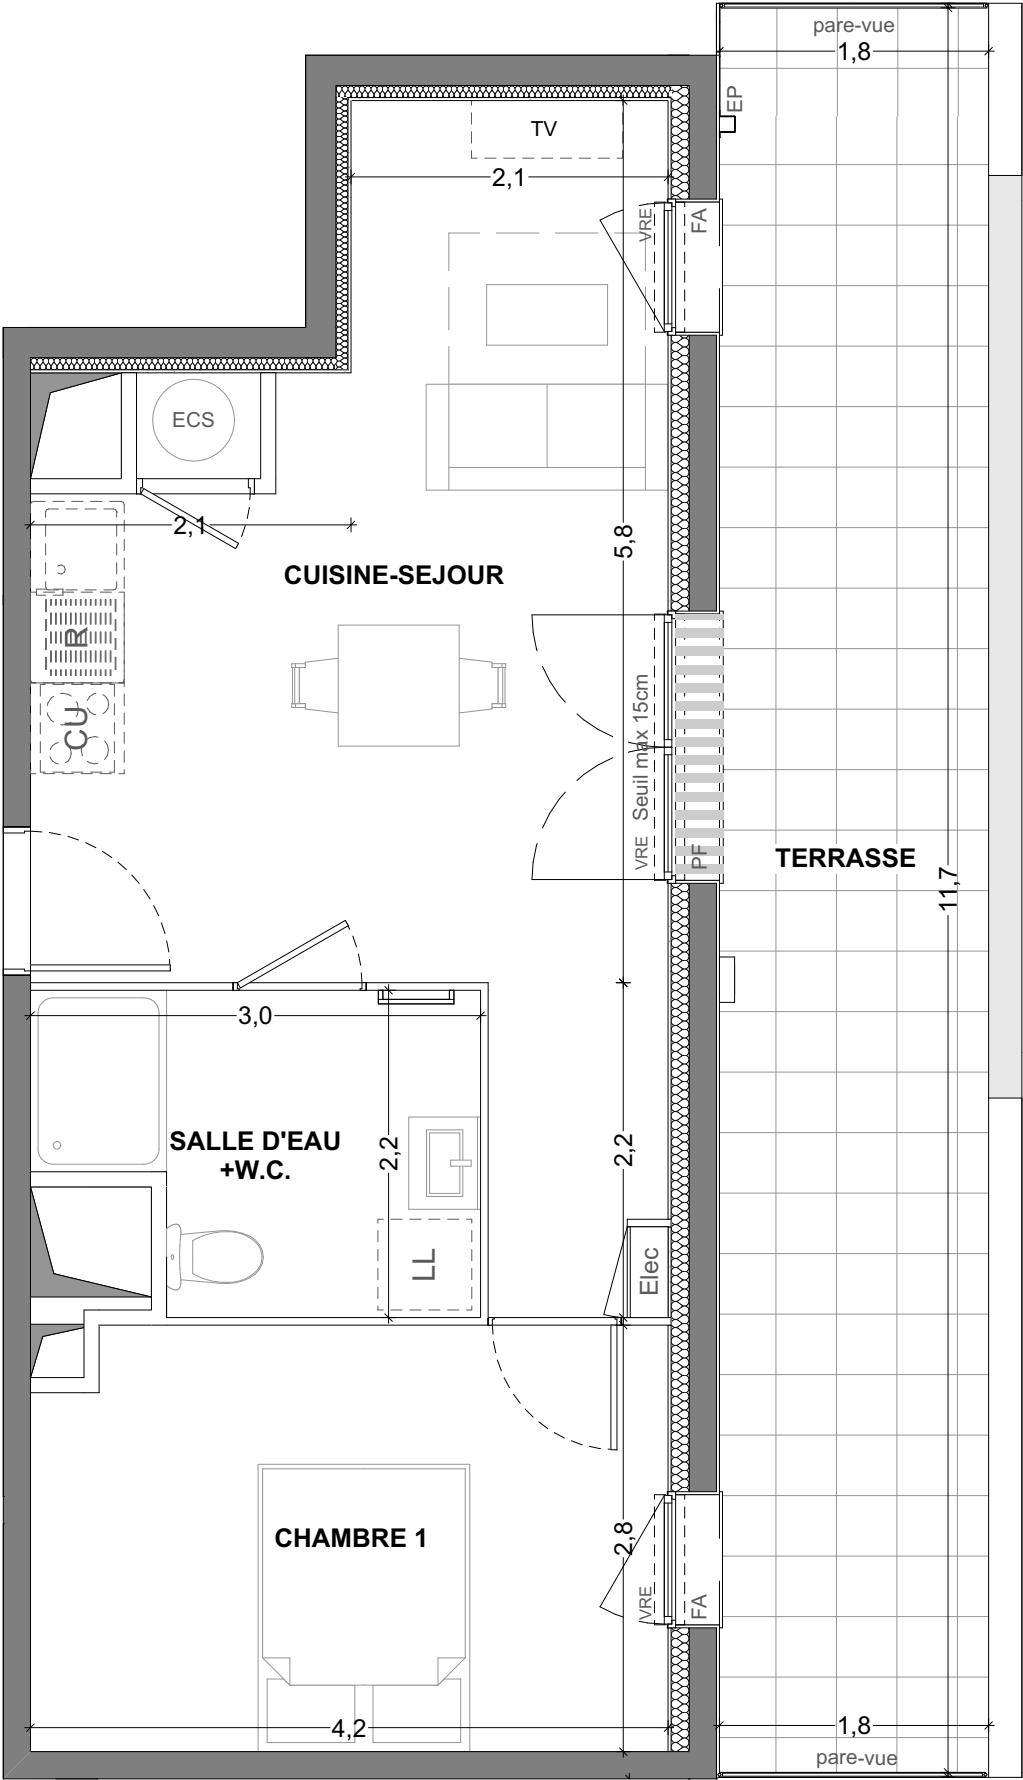 pare-vue
1,8
EP
TV
2,1
VRE
FA
ECS
2,1
5,8
CUISINE-SEJOUR
R
CU
Seuil max 15cm
VRE
PF
TERRASSE
11,7
3,0
SALLE D'EAU
+W.C.
2,2
2,2
LL
Elec
CHAMBRE 1
2,8
VRE
FA
4,2
1,8
pare-vue